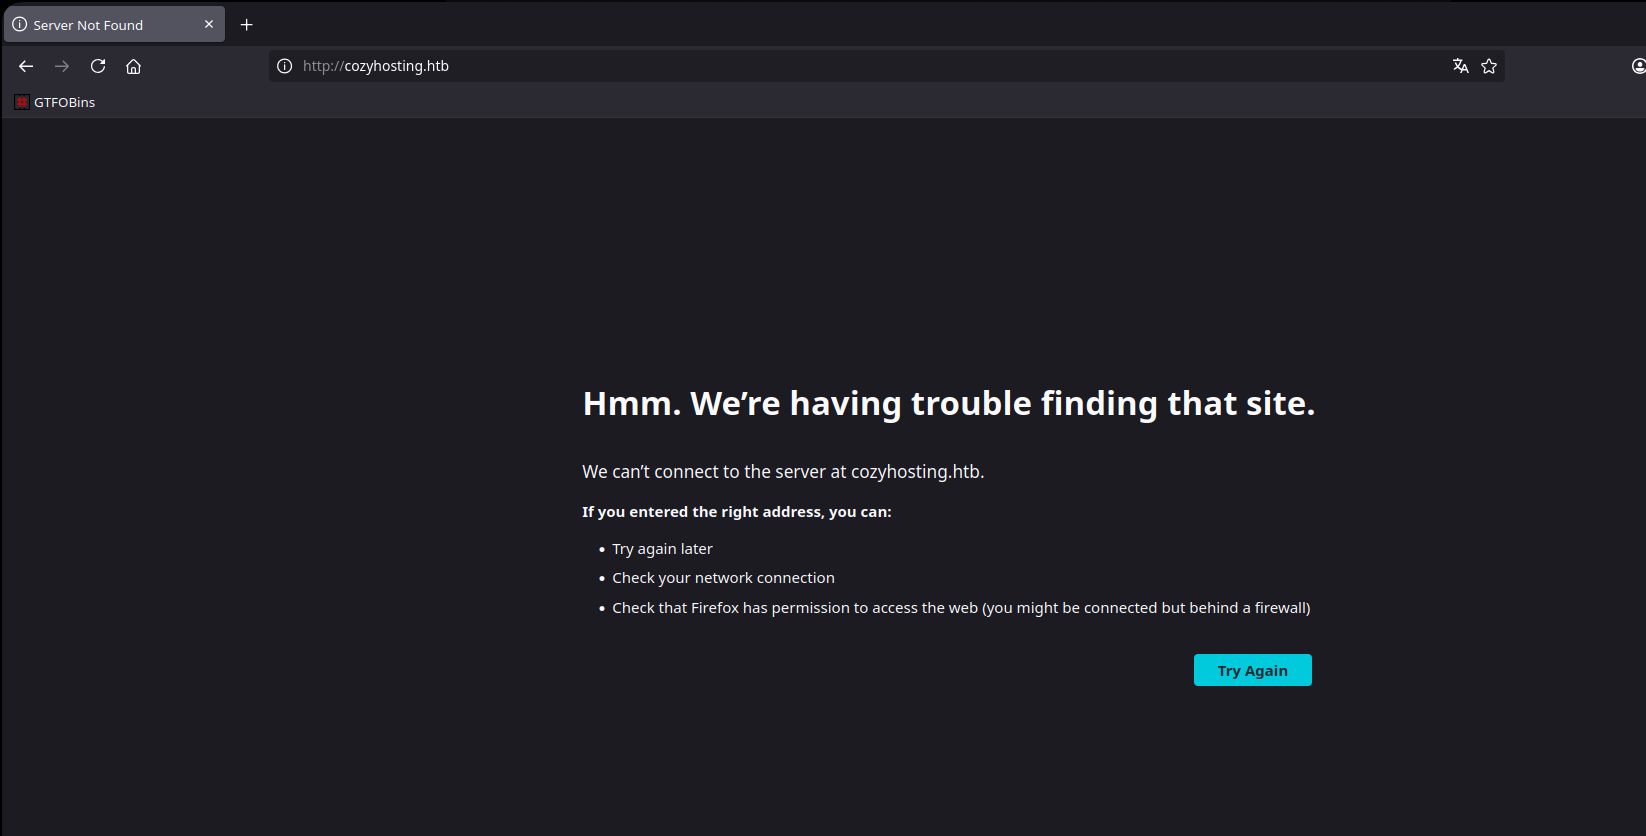 Server Not Found
http://cozyhosting.htb
GTFOBins
Hmm. We’re having trouble finding that site.
We can’t connect to the server at cozyhosting.htb.
If you entered the right address, you can:
• Try again later
• Check your network connection
• Check that Firefox has permission to access the web (you might be connected but behind a firewall)
Try Again